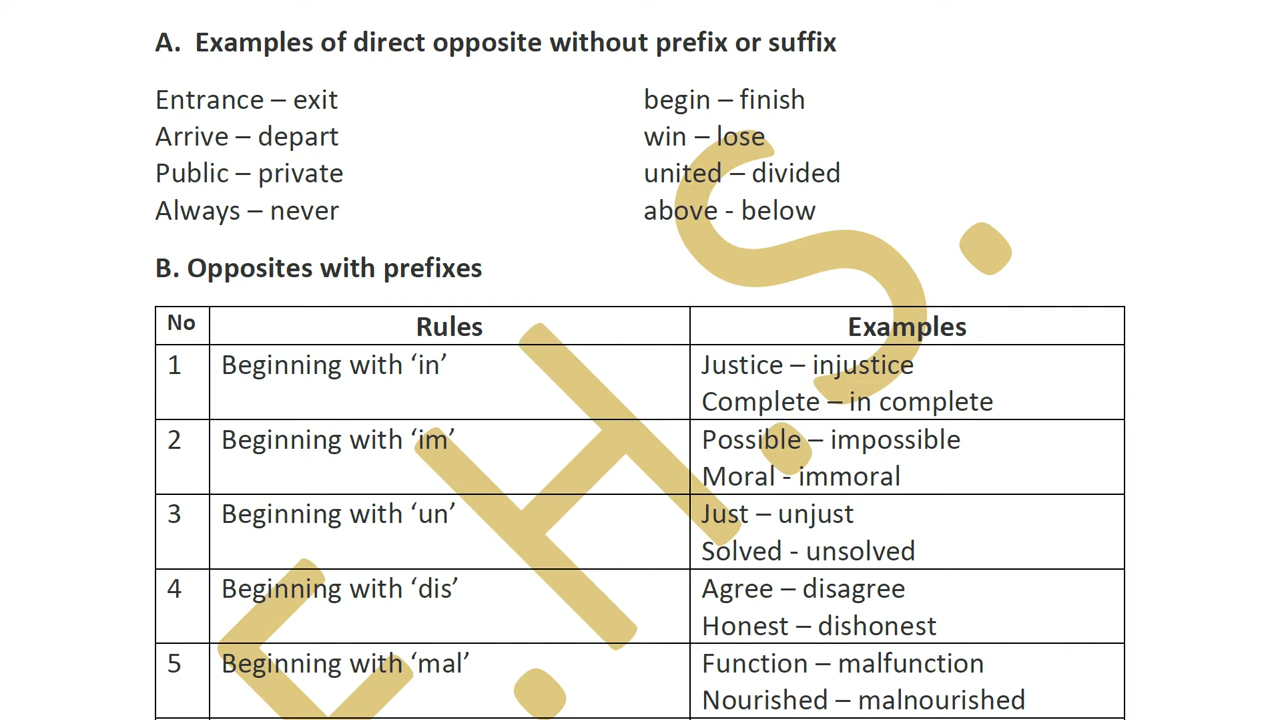 A. Examples of direct opposite without prefix or suffix
Entrance – exit
begin – finish
Arrive – depart
win – lose
Public – private
united – divided
Always – never
above - below
B. Opposites with prefixes
No Rules Examples
1 Beginning with ‘in’ Justice – injustice
Complete – in complete
2 Beginning with ‘im’ Possible – impossible
Moral - immoral
3 Beginning with ‘un’ Just – unjust
Solved - unsolved
4 Beginning with ‘dis’ Agree – disagree
Honest – dishonest
5 Beginning with ‘mal’ Function – malfunction
Nourished – malnourished
E.H.S.